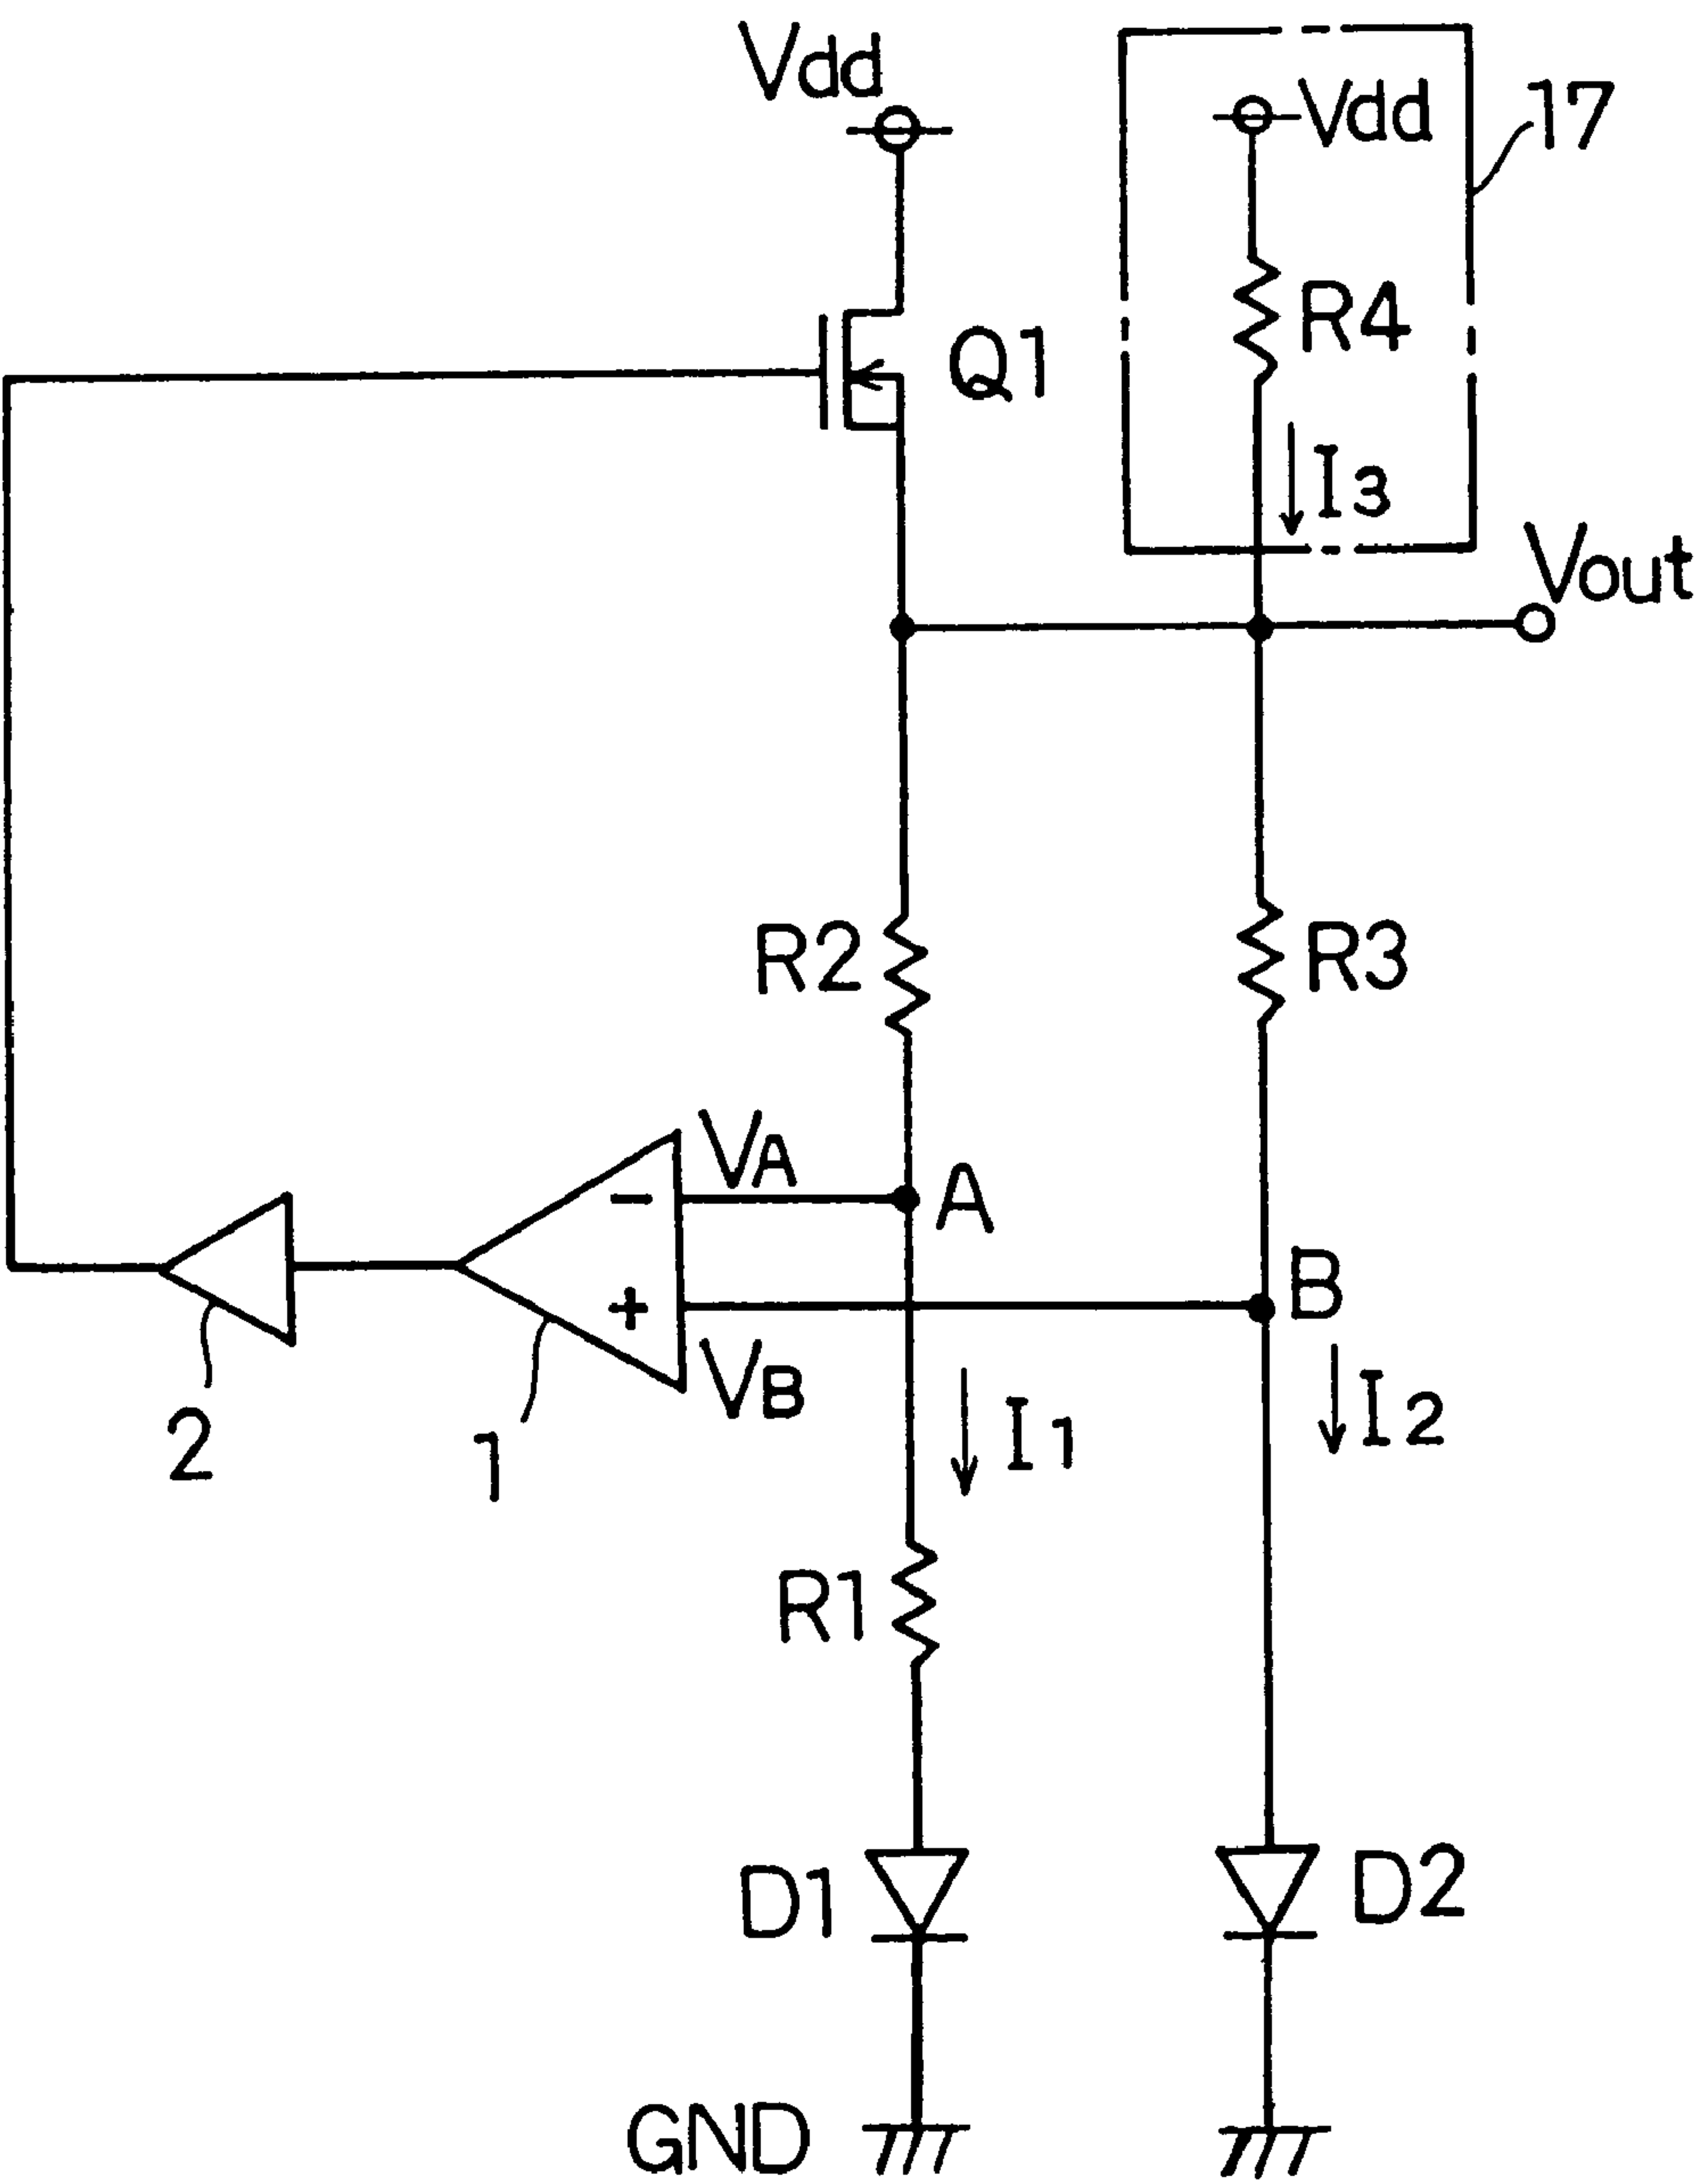 Vdd
Vdd
17
R4
Q1
I3
Vout
R2
R3
VA
−
A
B
+
VB
I1
I2
2
1
R1
D1
D2
GND